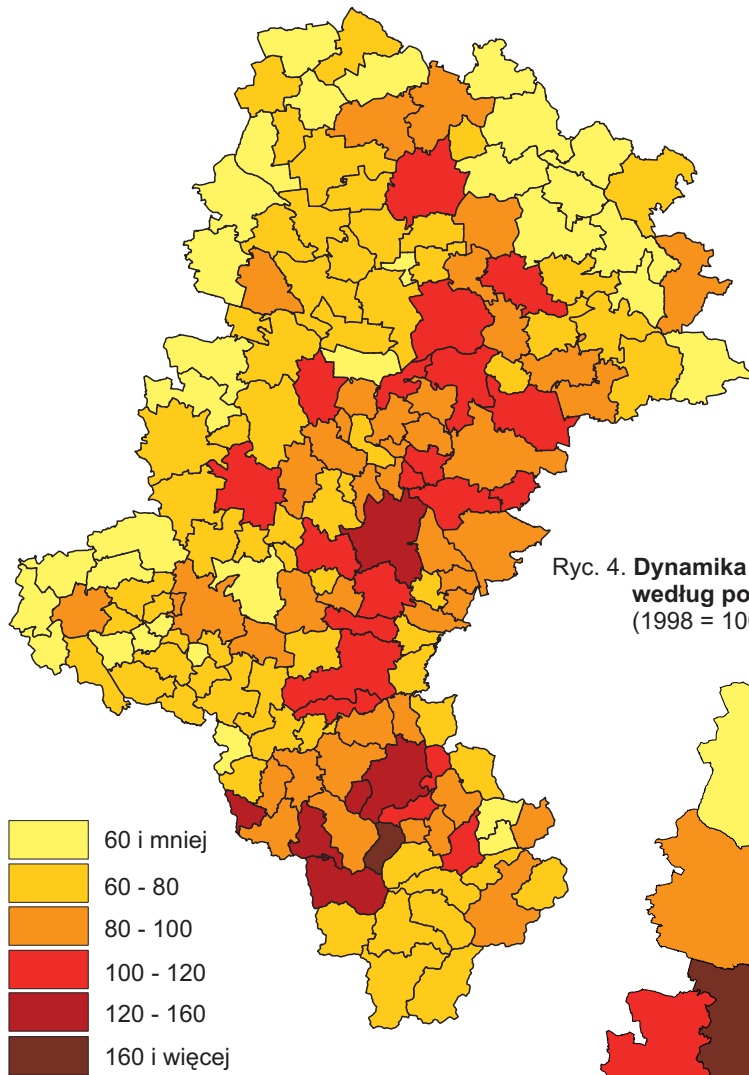 Ryc. 4. Dynamika
według po
(1998 = 10
60 i mniej
60 - 80
80 - 100
100 - 120
120 - 160
160 i więcej